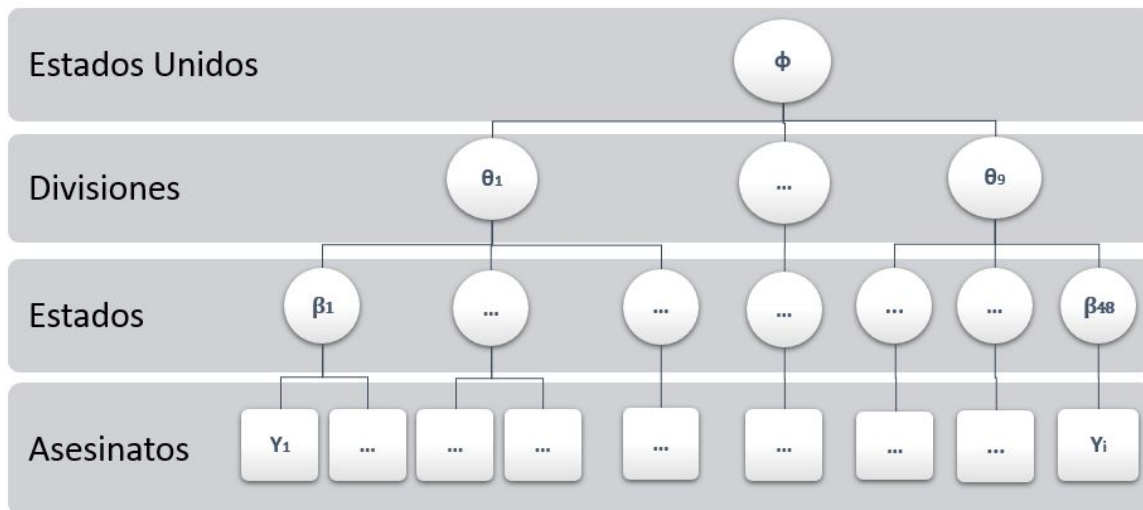 Estados Unidos
ϕ
Divisiones
θ1 ... θ9
Estados
β1 ... ... ... ... ... β48
Asesinatos
Y1 ... ... ... ... ... ... ... Yi